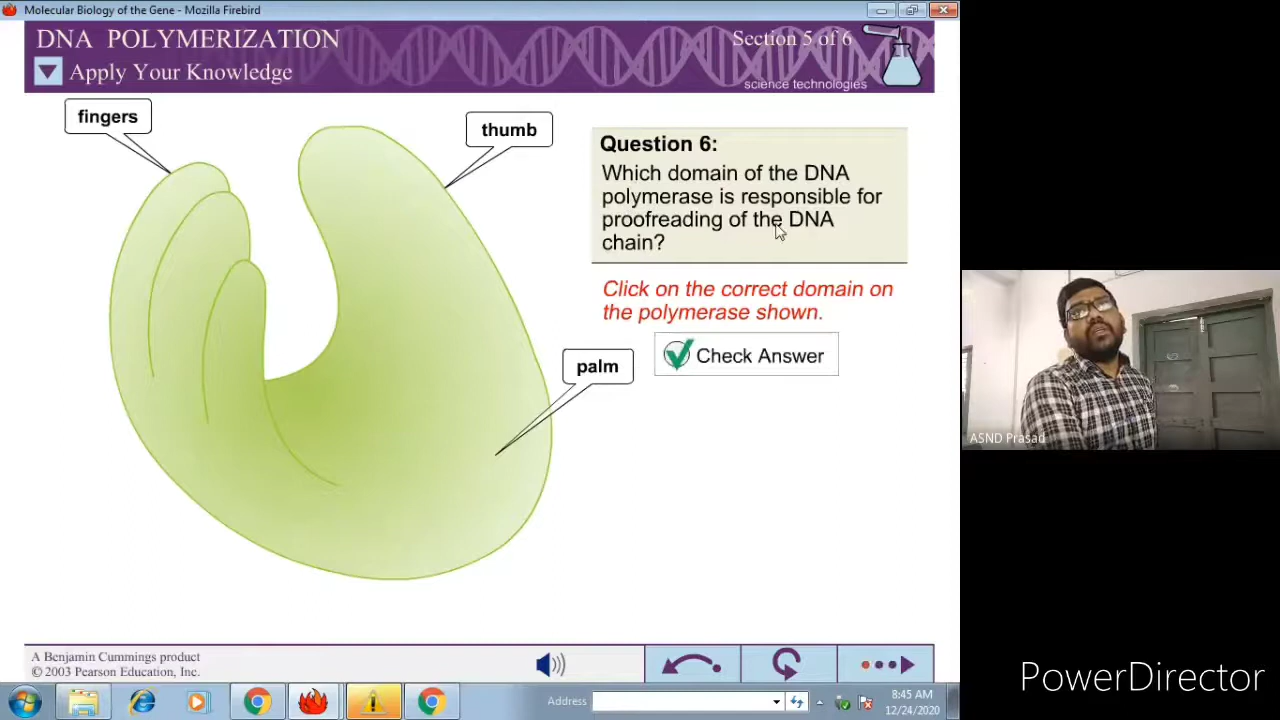 Molecular Biology of the Gene - Mozilla Firebird
DNA POLYMERIZATION
Section 5 of 6
Apply Your Knowledge
science technologies
fingers
thumb
palm
Question 6:
Which domain of the DNA
polymerase is responsible for
proofreading of the DNA
chain?
Click on the correct domain on
the polymerase shown.
Check Answer
ASND Prasad
A Benjamin Cummings product
© 2003 Pearson Education, Inc.
Address
8:45 AM
12/24/2020
PowerDirector